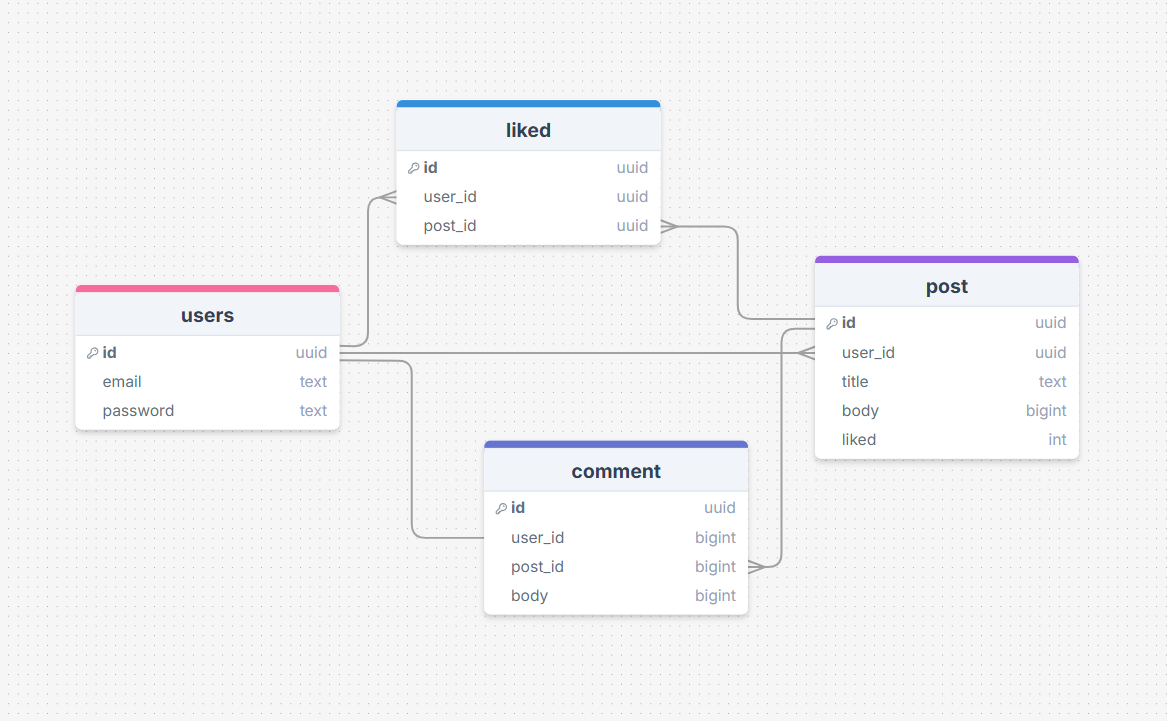 liked
id uuid
user_id uuid
post_id uuid
users
id uuid
email text
password text
post
id uuid
user_id uuid
title text
body bigint
liked int
comment
id uuid
user_id bigint
post_id bigint
body bigint